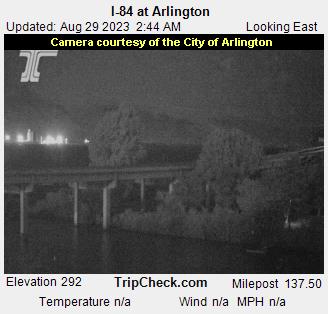 I-84 at Arlington
Updated: Aug 29 2023 2:44 AM Looking East
Camera courtesy of the City of Arlington
Elevation 292 TripCheck.com Milepost 137.50
Temperature n/a Wind n/a MPH n/a